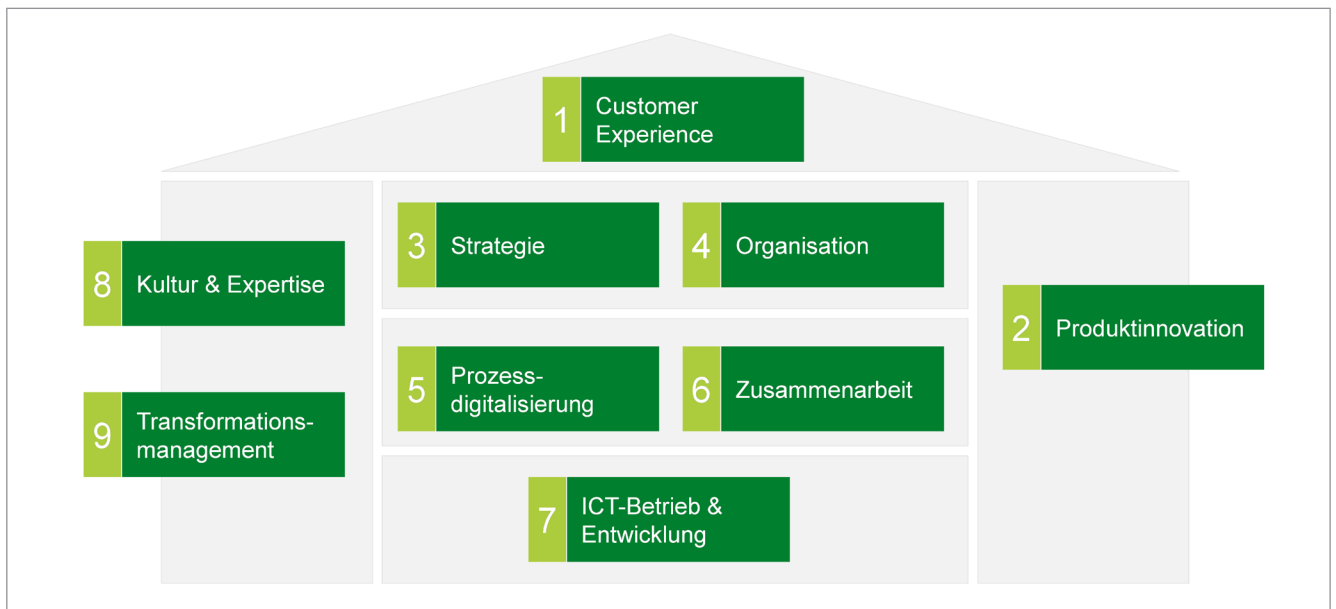 1
Customer
Experience
3
Strategie
4
Organisation
8
Kultur & Expertise
2
Produktinnovation
5
Prozess-
digitalisierung
6
Zusammenarbeit
9
Transformations-
management
7
ICT-Betrieb &
Entwicklung